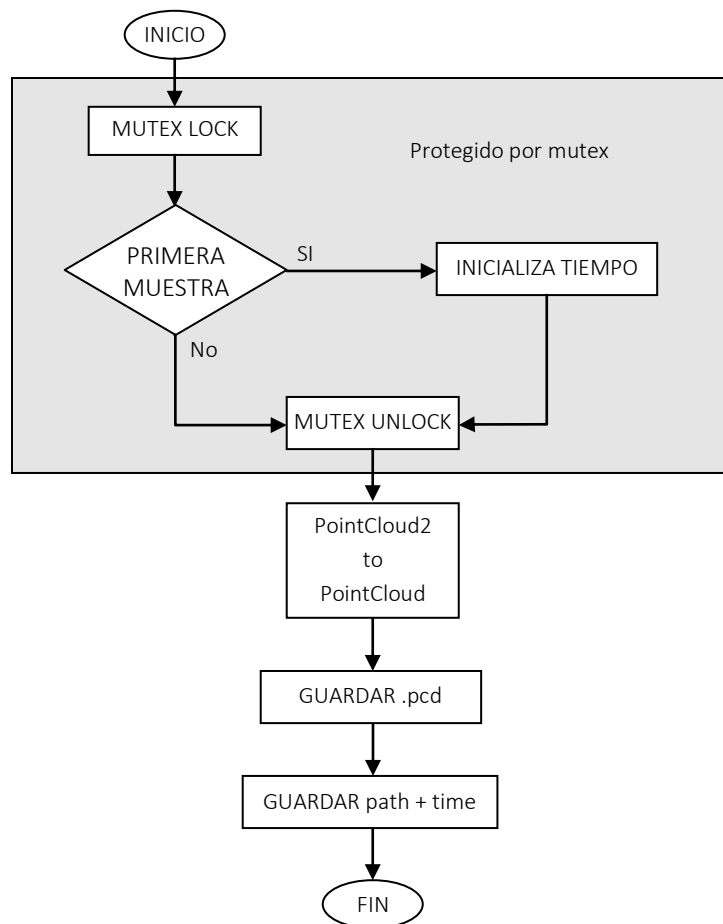 INICIO
MUTEX LOCK
Protegido por mutex
PRIMERA
MUESTRA
SI
INICIALIZA TIEMPO
No
MUTEX UNLOCK
PointCloud2
to
PointCloud
GUARDAR .pcd
GUARDAR path + time
FIN